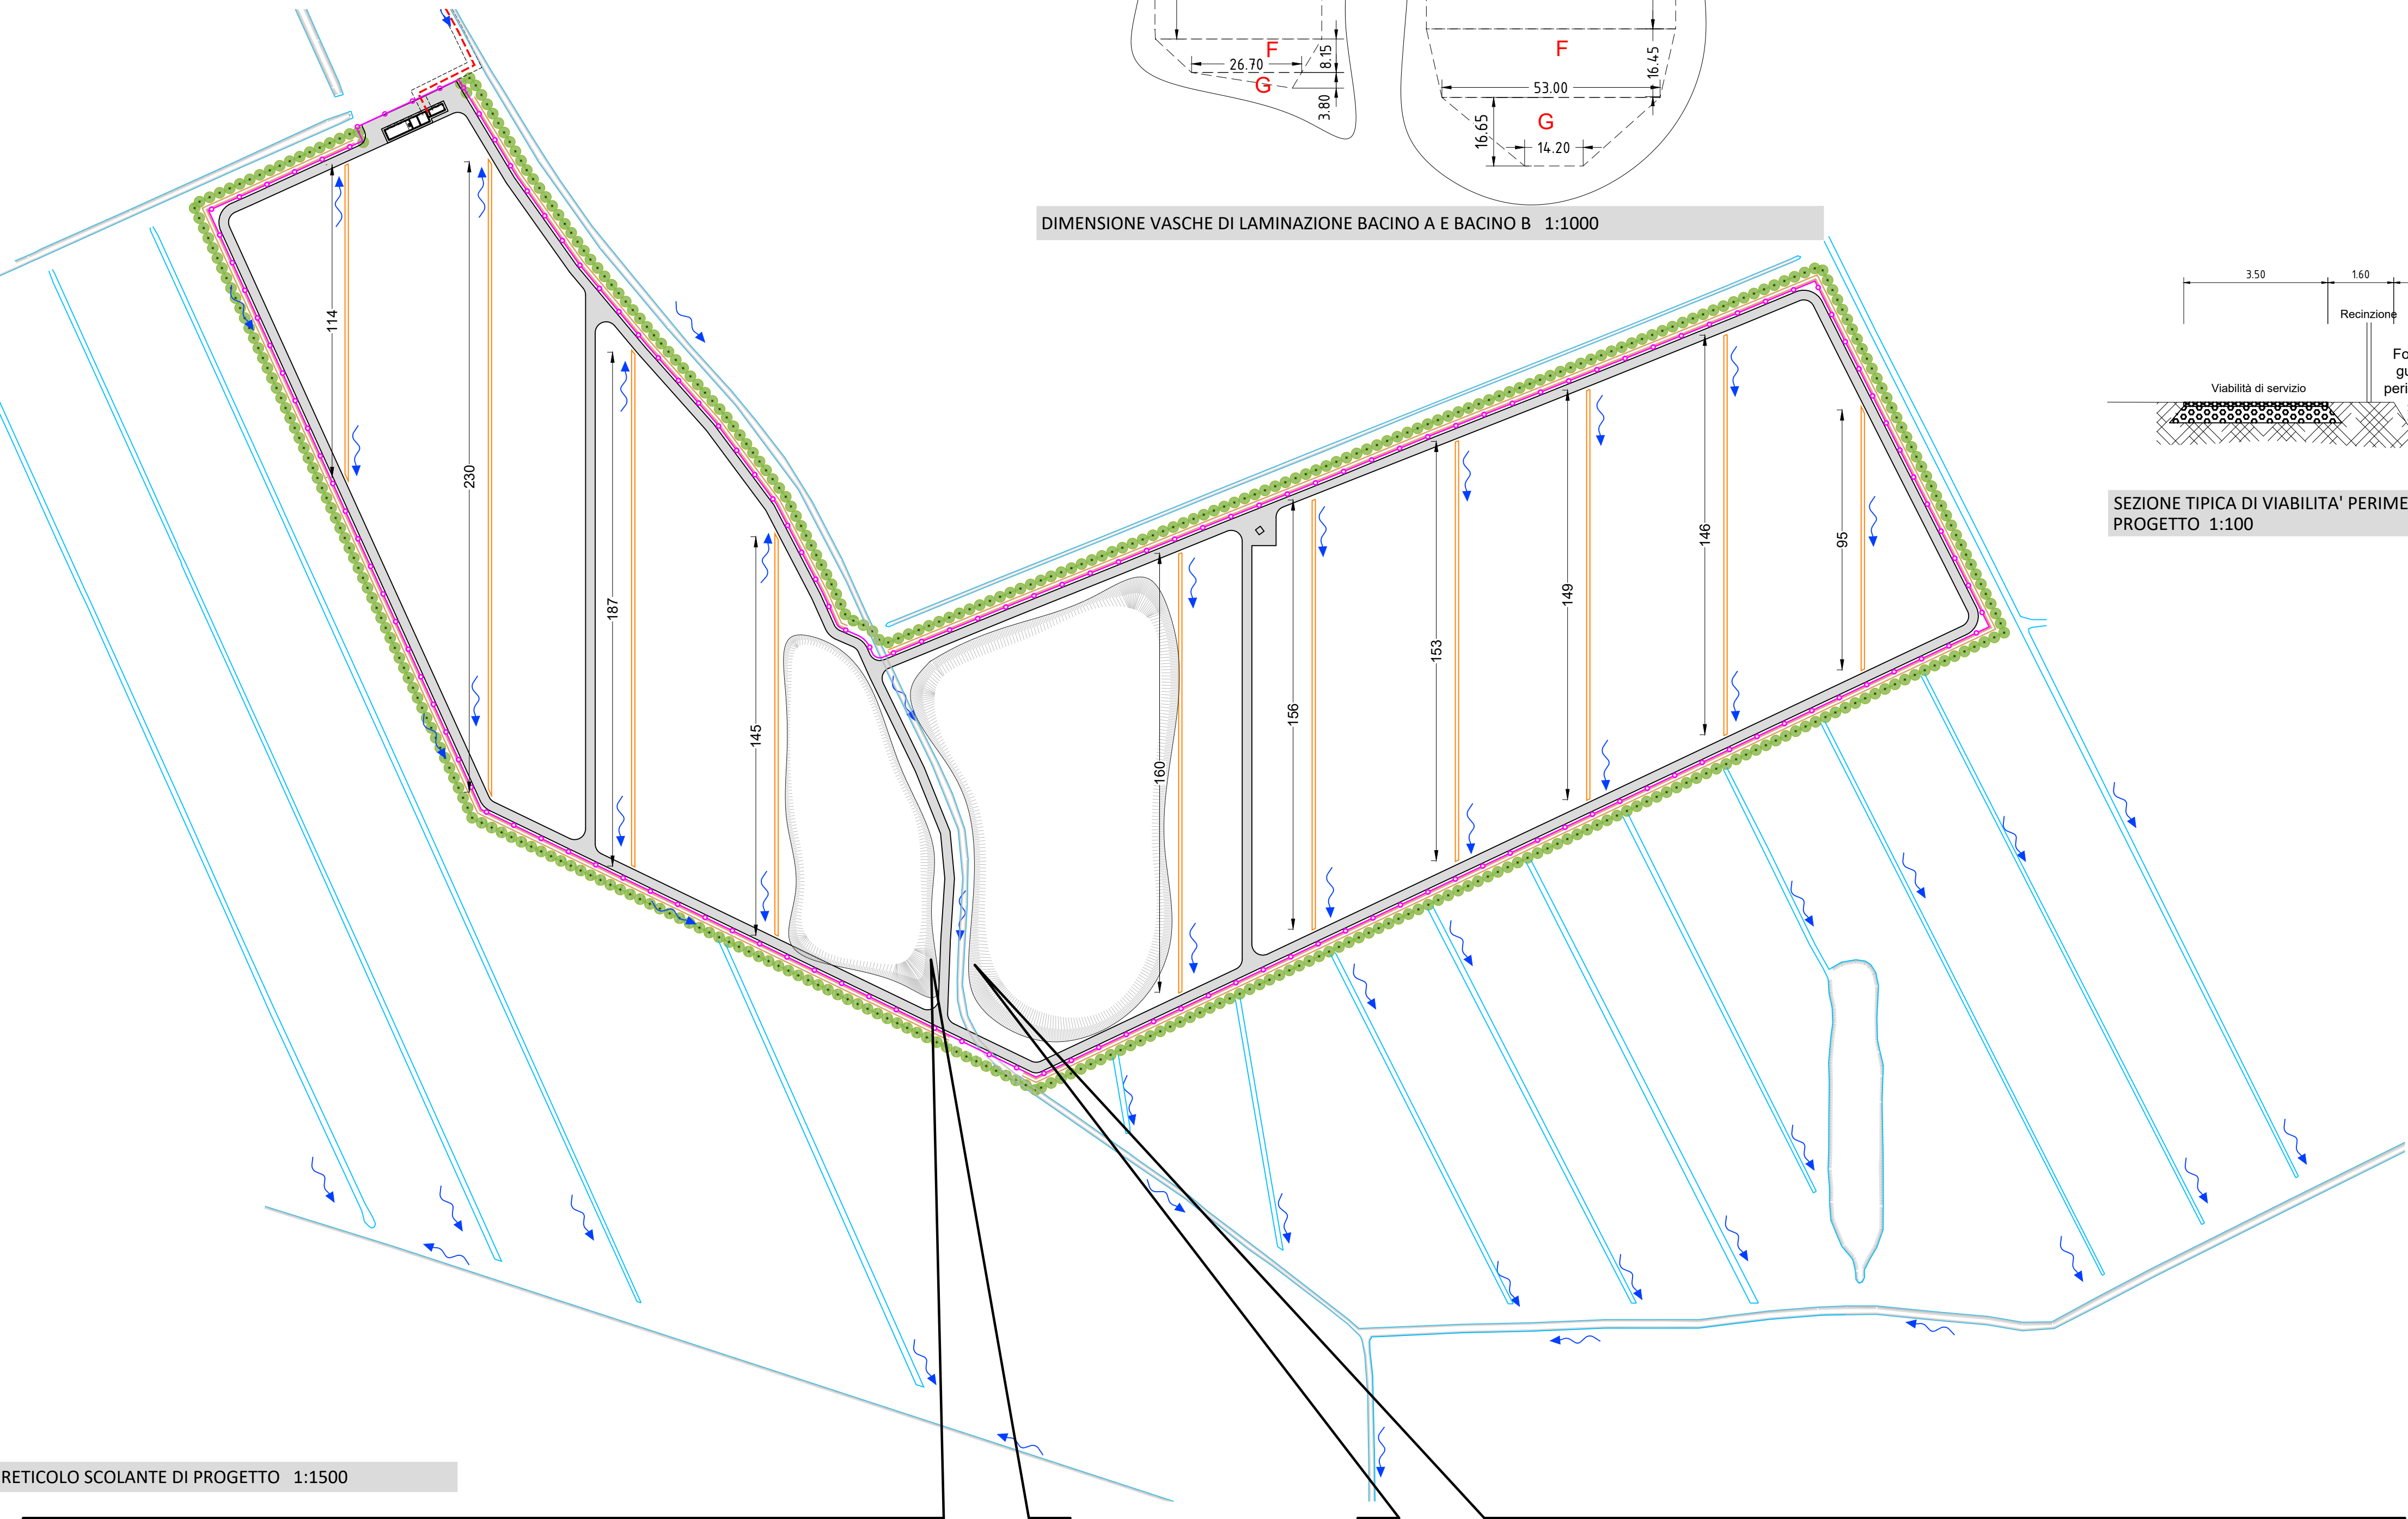 F
26.70
8.15
G
3.80
F
16.45
53.00
G
16.65
14.20
DIMENSIONE VASCHE DI LAMINAZIONE BACINO A E BACINO B 1:1000
3.50
1.60
Recinzione
Viabilità di servizio
SEZIONE TIPICA DI VIABILITA' PERIME
PROGETTO 1:100
114
230
187
145
160
156
153
149
146
95
RETICOLO SCOLANTE DI PROGETTO 1:1500